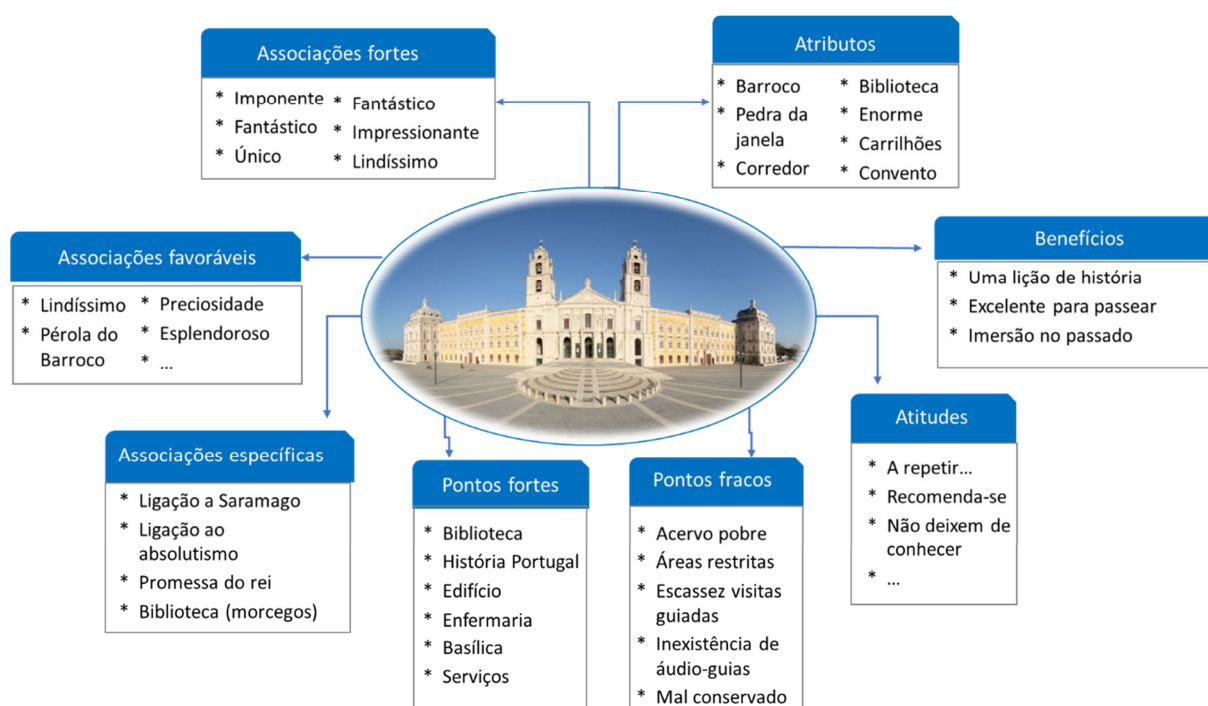 Associações fortes
* Imponente
* Fantástico
* Único
* Fantástico
* Impressionante
* Lindíssimo
Atributos
* Barroco
* Pedra da
janela
* Corredor
* Biblioteca
* Enorme
* Carrilhões
* Convento
Associações favoráveis
* Lindíssimo
* Pérola do
Barroco
* Preciosidade
* Esplendoroso
* ...
Benefícios
* Uma lição de história
* Excelente para passear
* Imersão no passado
Associações específicas
* Ligação a Saramago
* Ligação ao
absolutismo
* Promessa do rei
* Biblioteca (morcegos)
Pontos fortes
* Biblioteca
* História Portugal
* Edifício
* Enfermaria
* Basílica
* Serviços
Pontos fracos
* Acervo pobre
* Áreas restritas
* Escassez visitas
guiadas
* Inexistência de
áudio-guias
* Mal conservado
Atitudes
* A repetir...
* Recomenda-se
* Não deixem de
conhecer
* ...